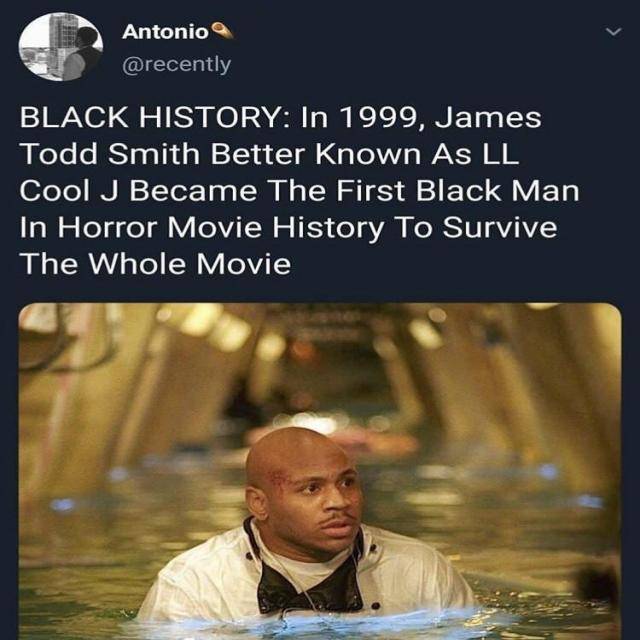 Antonio
@recently
BLACK HISTORY: In 1999, James
Todd Smith Better Known As LL
Cool J Became The First Black Man
In Horror Movie History To Survive
The Whole Movie